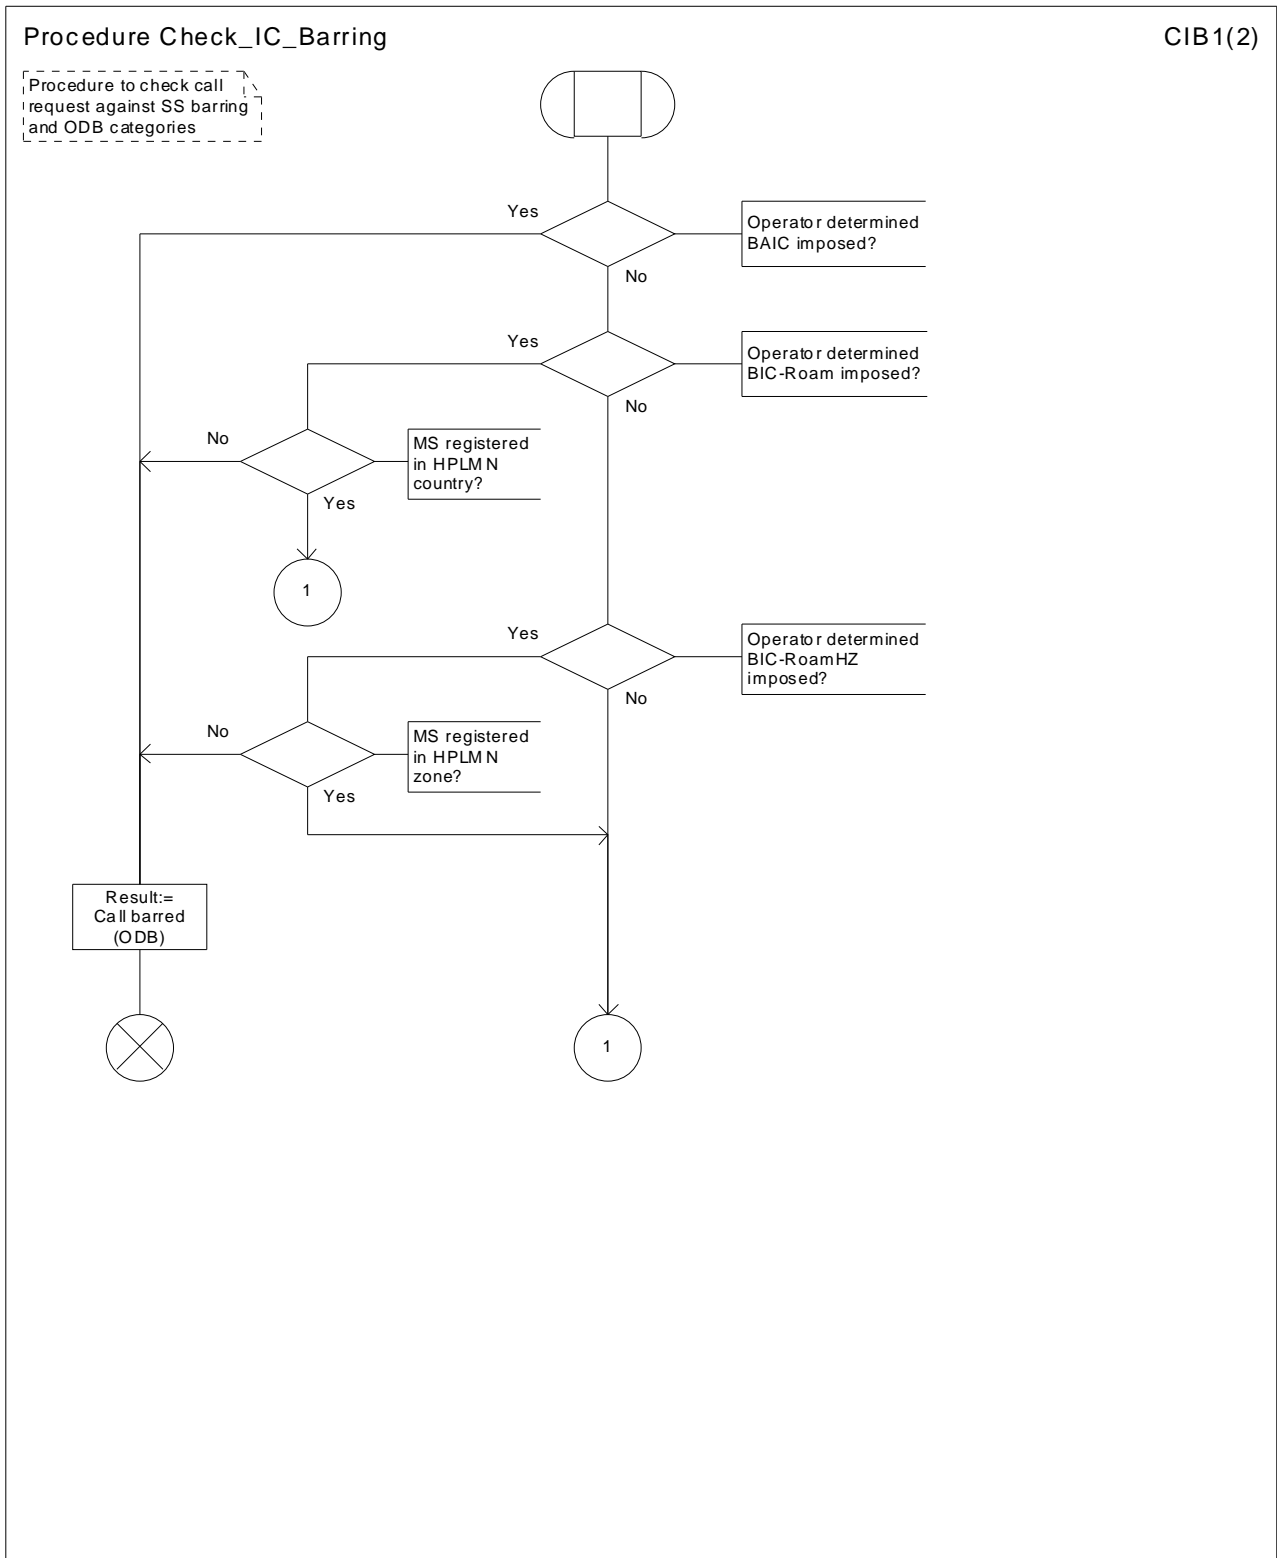 Procedure Check_IC_Barring
CIB1(2)
Procedure to check call
request against SS barring
and ODB categories
Yes
Operator determined
BAIC imposed?
No
Yes
Operator determined
BIC-Roam imposed?
No
No
MS registered
in HPLMN
country?
Yes
1
Yes
Operator determined
BIC-RoamHZ
imposed?
No
No
MS registered
in HPLMN
zone?
Yes
Result:=
Call barred
(ODB)
1